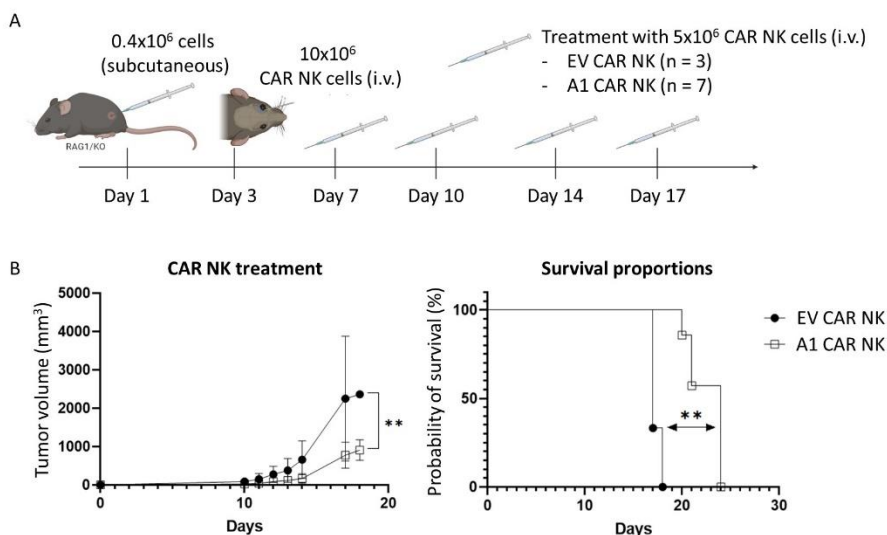 A
0.4x10⁶ cells
(subcutaneous)
10x10⁶
CAR NK cells (i.v.)
Treatment with 5x10⁶ CAR NK cells (i.v.)
- EV CAR NK (n = 3)
- A1 CAR NK (n = 7)
RAG1/KO
Day 1
Day 3
Day 7
Day 10
Day 14
Day 17
B
CAR NK treatment
Tumor volume (mm³)
5000
4000
3000
2000
1000
0
**
0
10
20
Days
Survival proportions
Probability of survival (%)
100
50
0
**
0
10
20
30
Days
EV CAR NK
A1 CAR NK